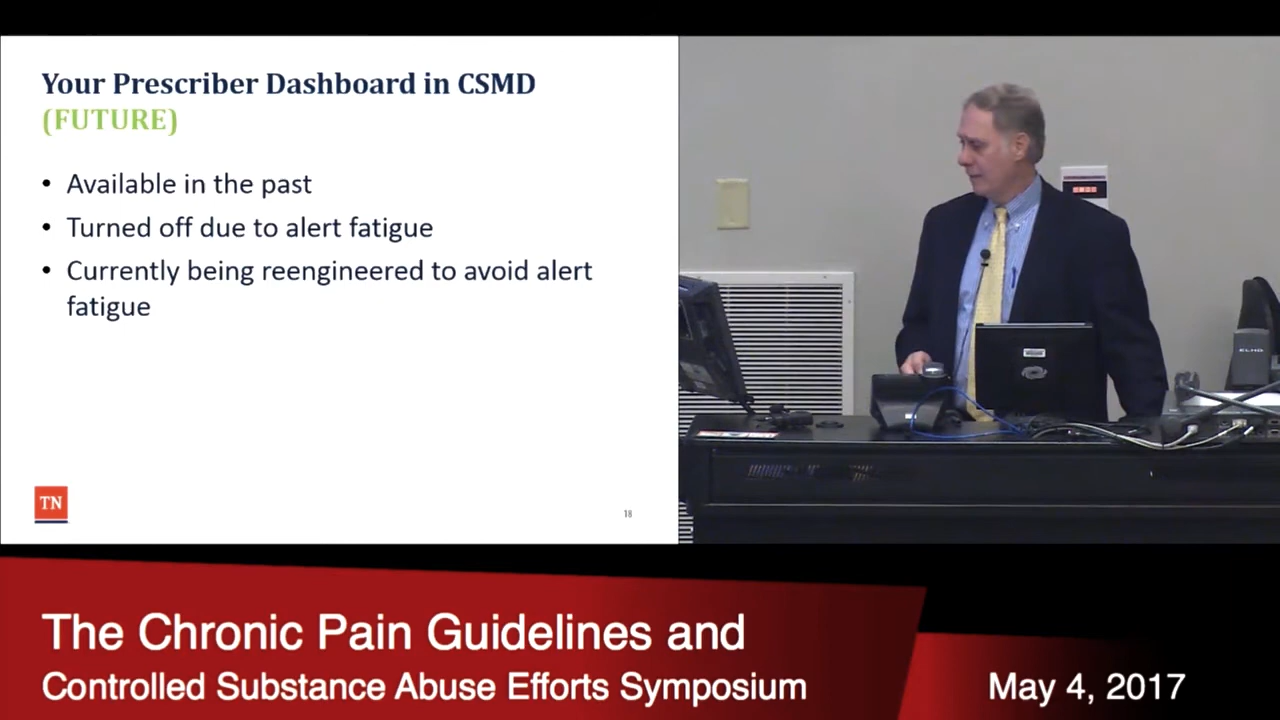 Your Prescriber Dashboard in CSMD
(FUTURE)
• Available in the past
• Turned off due to alert fatigue
• Currently being reengineered to avoid alert
fatigue
TN
18
ELMO
The Chronic Pain Guidelines and
Controlled Substance Abuse Efforts Symposium
May 4, 2017